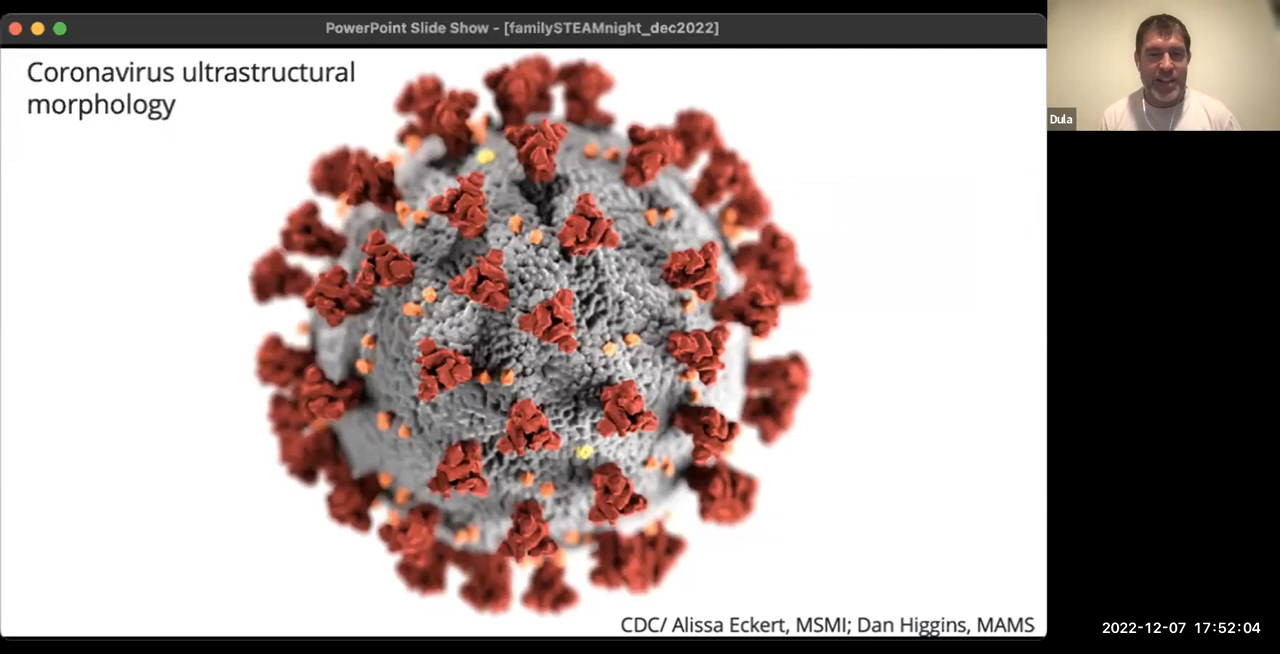 PowerPoint Slide Show - [familySTEAMnight_dec2022]
Coronavirus ultrastructural
morphology
Dula
CDC/ Alissa Eckert, MSMI; Dan Higgins, MAMS
2022-12-07 17:52:04